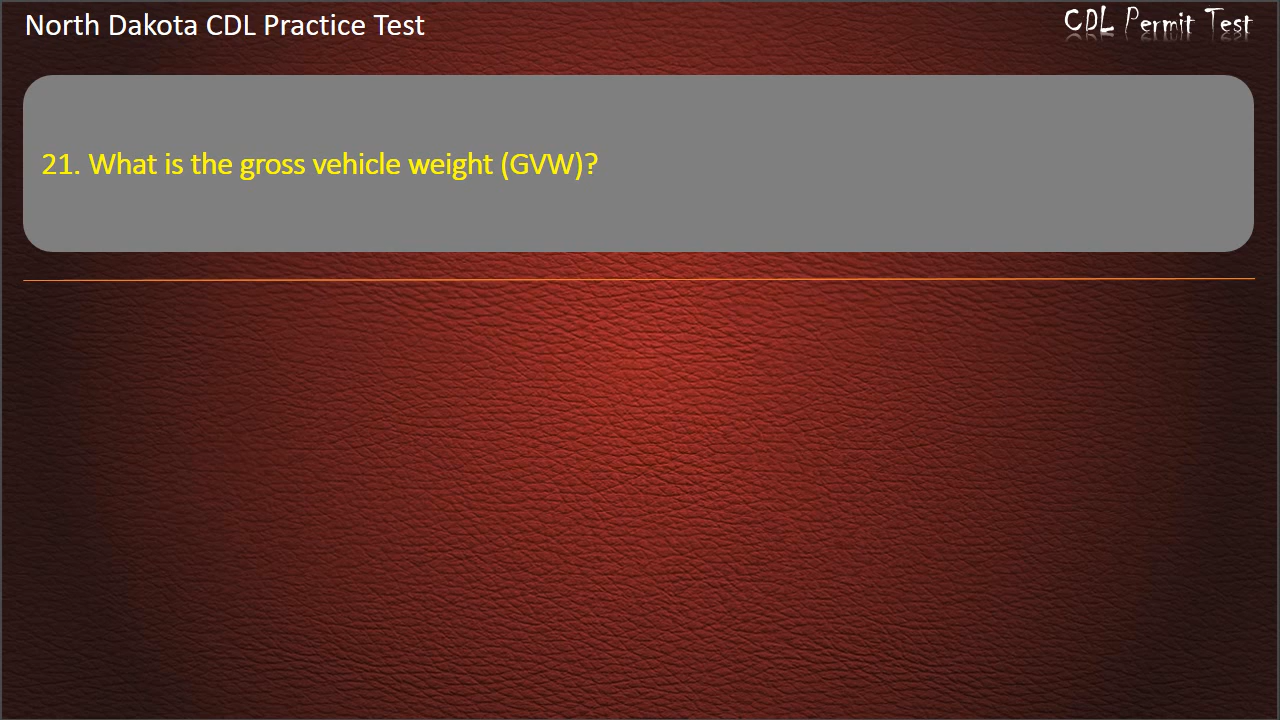 North Dakota CDL Practice Test
CDL Permit Test
21. What is the gross vehicle weight (GVW)?